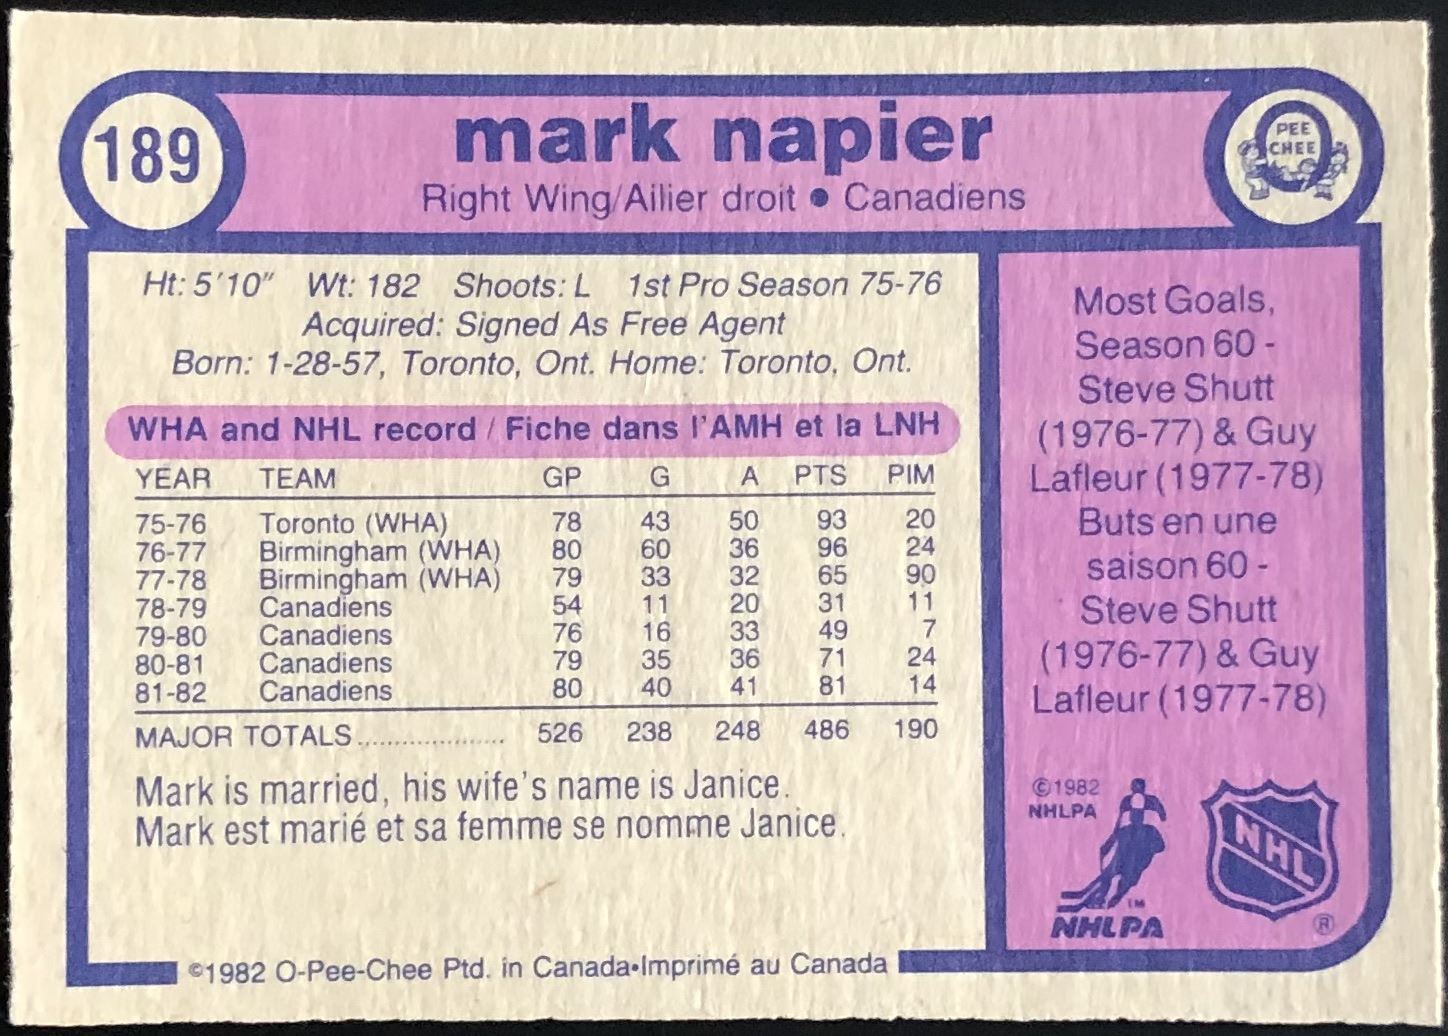 189
mark napier
PEE
CHEE
Right Wing/Ailier droit • Canadiens
Ht: 5'10" Wt: 182 Shoots: L 1st Pro Season 75-76
Acquired: Signed As Free Agent
Born: 1-28-57, Toronto, Ont. Home: Toronto, Ont.
WHA and NHL record / Fiche dans l'AMH et la LNH
YEAR TEAM GP G A PTS PIM
75-76 Toronto (WHA) 78 43 50 93 20
76-77 Birmingham (WHA) 80 60 36 96 24
77-78 Birmingham (WHA) 79 33 32 65 90
78-79 Canadiens 54 11 20 31 11
79-80 Canadiens 76 16 33 49 7
80-81 Canadiens 79 35 36 71 24
81-82 Canadiens 80 40 41 81 14
MAJOR TOTALS..................... 526 238 248 486 190
Mark is married, his wife's name is Janice.
Mark est marié et sa femme se nomme Janice.
©1982 O-Pee-Chee Ptd. in Canada•Imprimé au Canada
Most Goals,
Season 60 -
Steve Shutt
(1976-77) & Guy
Lafleur (1977-78)
Buts en une
saison 60 -
Steve Shutt
(1976-77) & Guy
Lafleur (1977-78)
©1982
NHLPA
TM
NHLPA
NHL
®